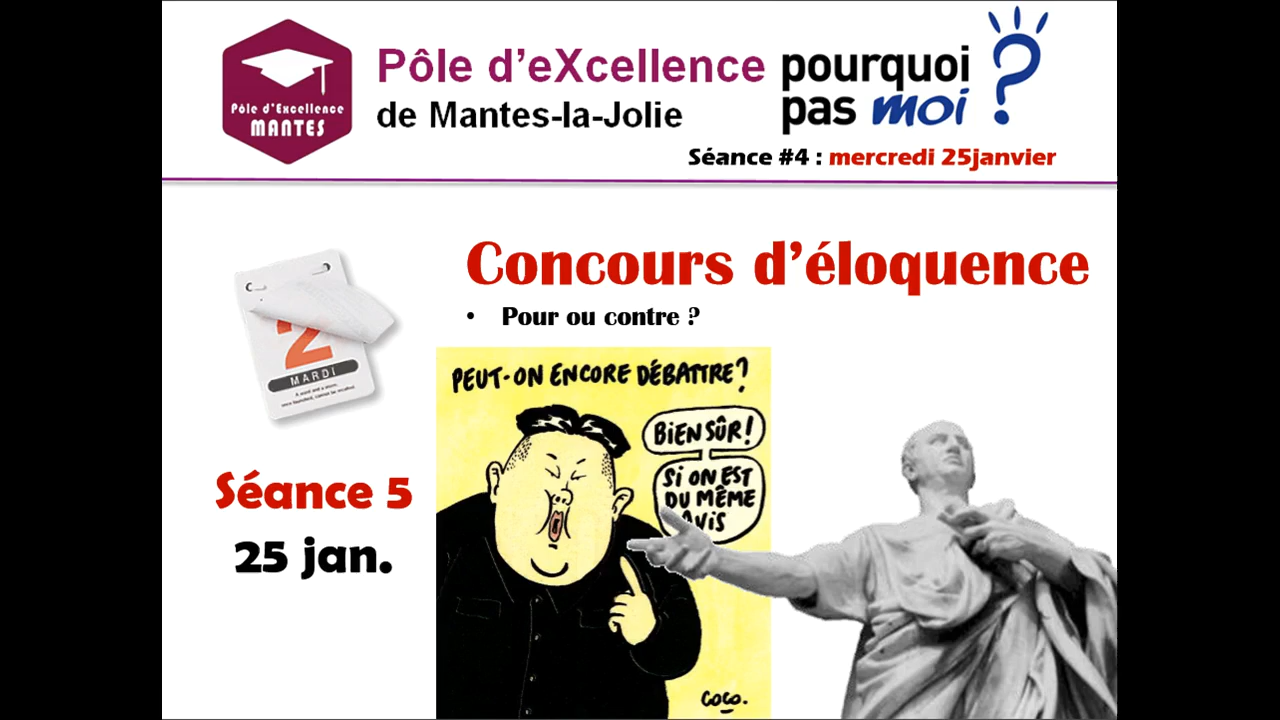 Pôle d'Excellence
MANTES
Pôle d'eXcellence
de Mantes-la-Jolie
pourquoi
pas moi ?
Séance #4 : mercredi 25janvier
Concours d'éloquence
• Pour ou contre ?
2
MARDI
PEUT-ON ENCORE DÉBATTRE ?
BIEN SÛR !
SI ON EST
DU MÊME
AVIS
Séance 5
25 jan.
COCO.